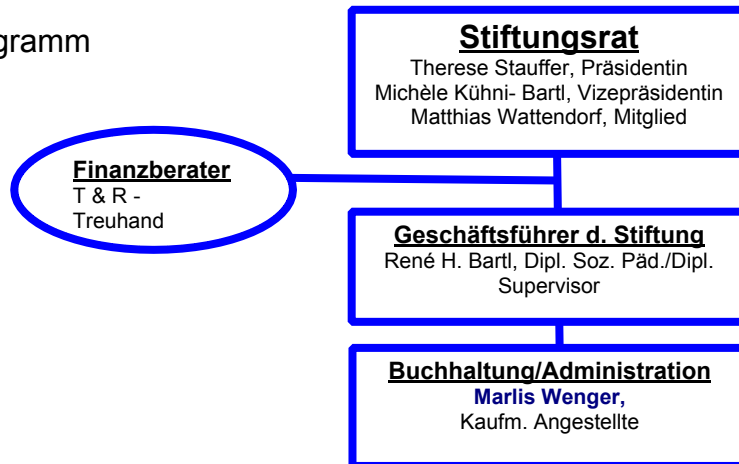 gramm
Stiftungsrat
Therese Stauffer, Präsidentin
Michèle Kühni- Bartl, Vizepräsidentin
Matthias Wattendorf, Mitglied
Finanzberater
T & R -
Treuhand
Geschäftsführer d. Stiftung
René H. Bartl, Dipl. Soz. Päd./Dipl.
Supervisor
Buchhaltung/Administration
Marlis Wenger,
Kaufm. Angestellte